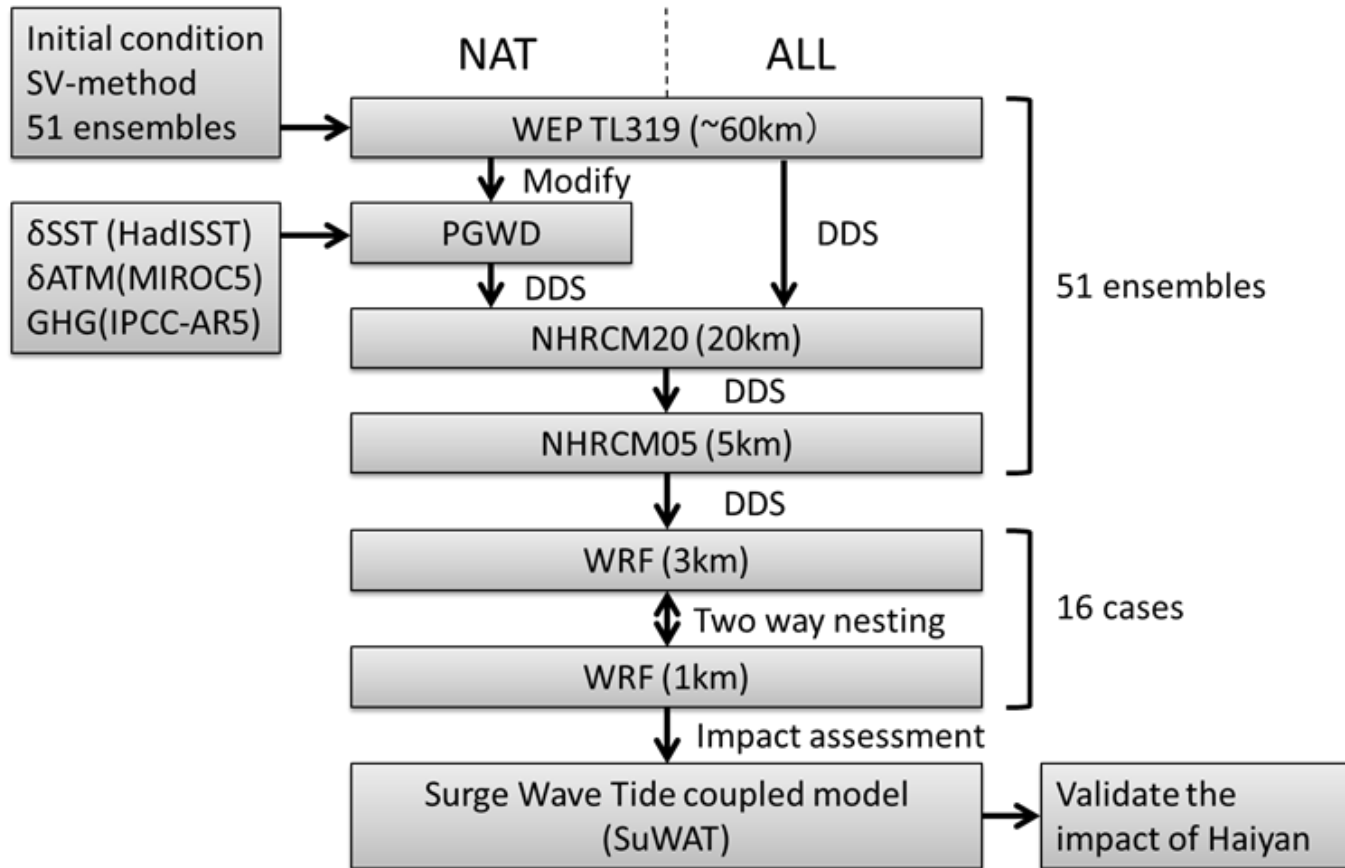 Initial condition
SV-method
51 ensembles
NAT
ALL
WEP TL319 (~60km）
Modify
δSST (HadISST)
δATM(MIROC5)
GHG(IPCC-AR5)
PGWD
DDS
DDS
51 ensembles
NHRCM20 (20km)
DDS
NHRCM05 (5km)
DDS
WRF (3km)
Two way nesting
16 cases
WRF (1km)
Impact assessment
Surge Wave Tide coupled model
(SuWAT)
Validate the
impact of Haiyan